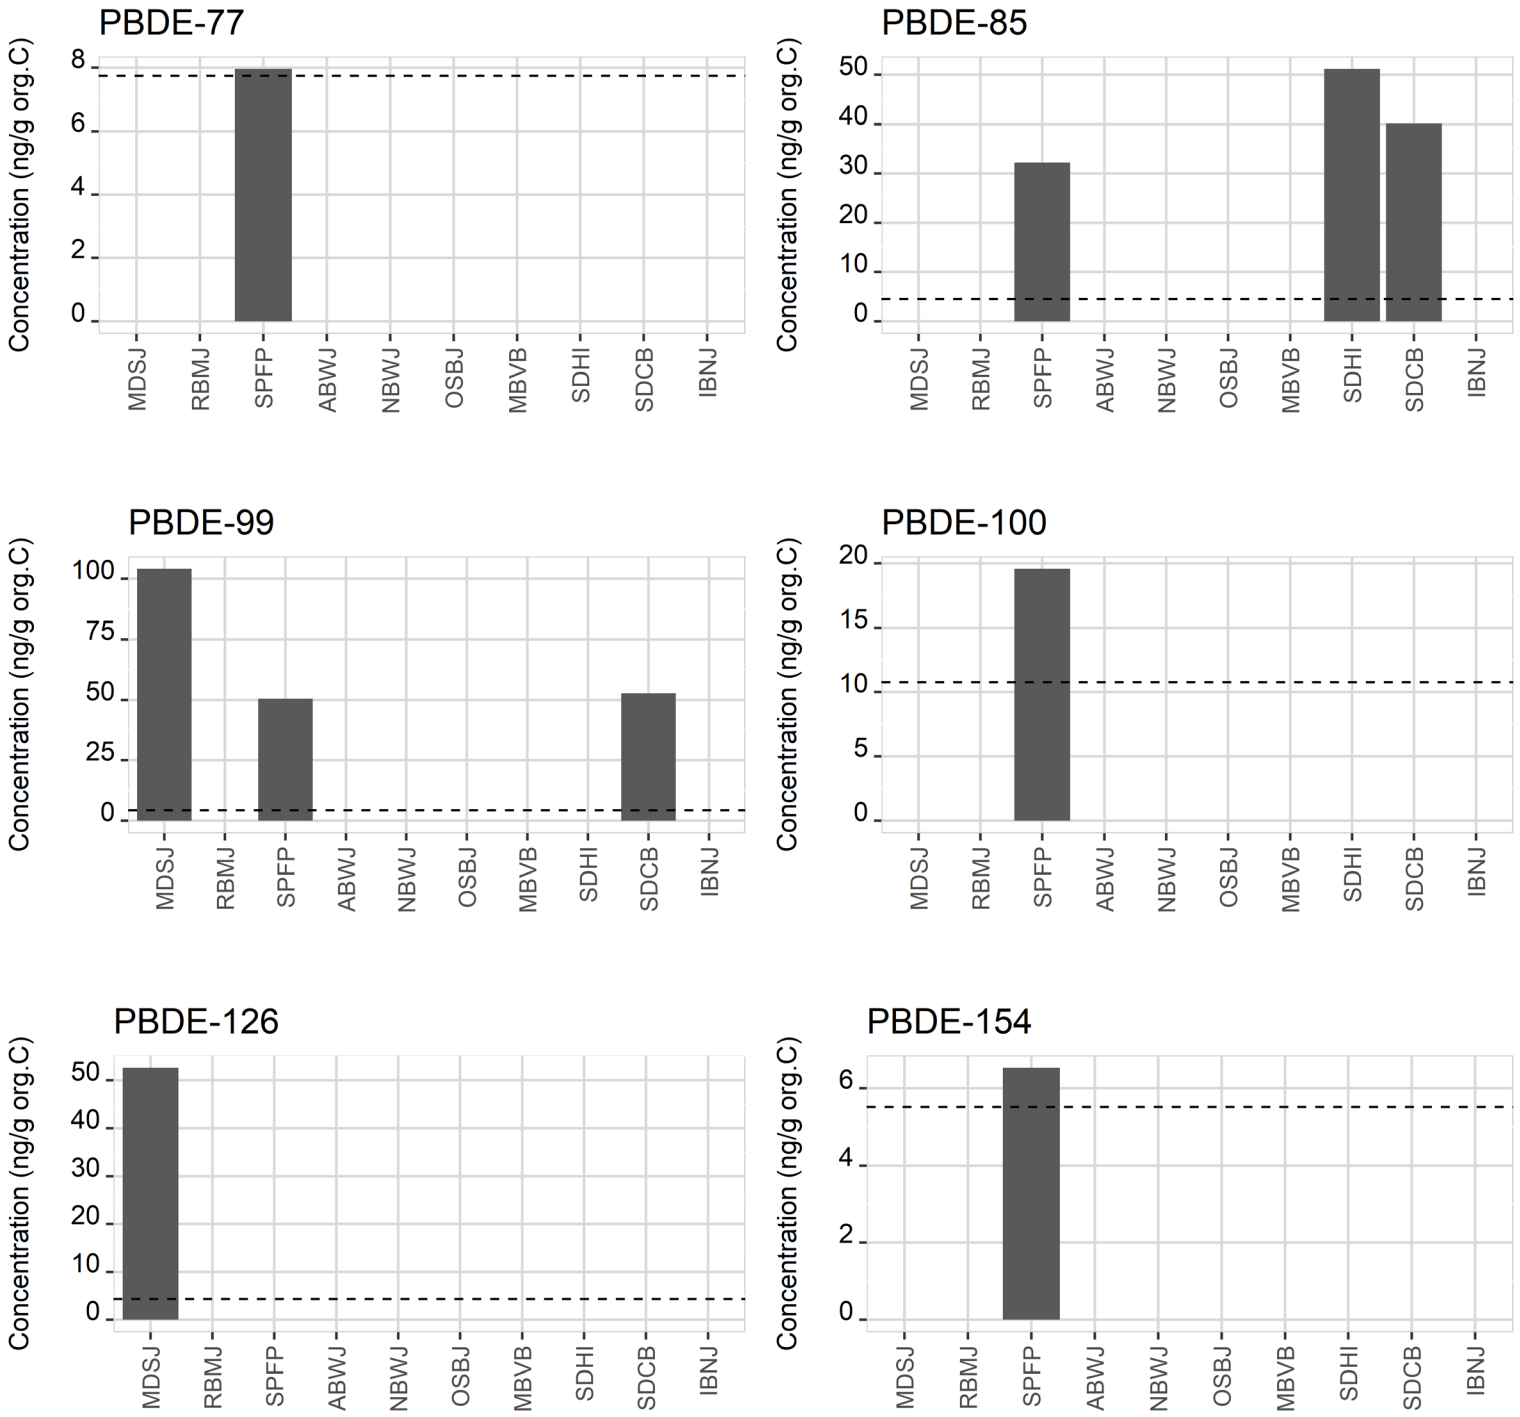 PBDE-77
Concentration (ng/g org.C)
8
6
4
2
0
MDSJ
RBMJ
SPFP
ABWJ
NBWJ
OSBJ
MBVB
SDHI
SDCB
IBNJ
PBDE-85
Concentration (ng/g org.C)
50
40
30
20
10
0
MDSJ
RBMJ
SPFP
ABWJ
NBWJ
OSBJ
MBVB
SDHI
SDCB
IBNJ
PBDE-99
Concentration (ng/g org.C)
100
75
50
25
0
MDSJ
RBMJ
SPFP
ABWJ
NBWJ
OSBJ
MBVB
SDHI
SDCB
IBNJ
PBDE-100
Concentration (ng/g org.C)
20
15
10
5
0
MDSJ
RBMJ
SPFP
ABWJ
NBWJ
OSBJ
MBVB
SDHI
SDCB
IBNJ
PBDE-126
Concentration (ng/g org.C)
50
40
30
20
10
0
MDSJ
RBMJ
SPFP
ABWJ
NBWJ
OSBJ
MBVB
SDHI
SDCB
IBNJ
PBDE-154
Concentration (ng/g org.C)
6
4
2
0
MDSJ
RBMJ
SPFP
ABWJ
NBWJ
OSBJ
MBVB
SDHI
SDCB
IBNJ